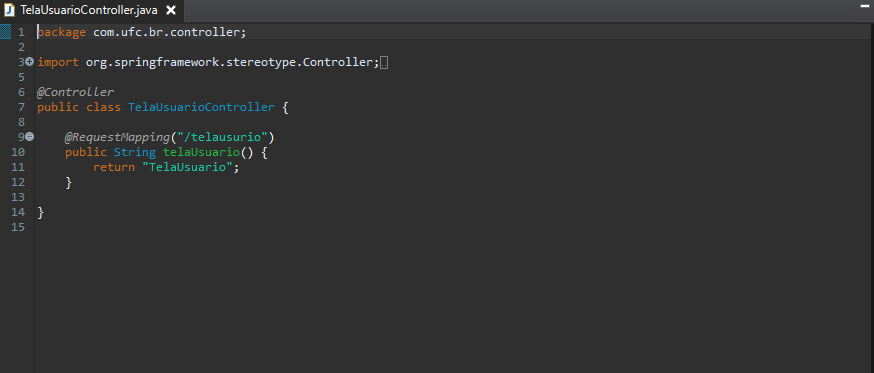 TelaUsuarioController.java
1 package com.ufc.br.controller;
2
3 import org.springframework.stereotype.Controller;
5
6 @Controller
7 public class TelaUsuarioController {
8
9 @RequestMapping("/telausurio")
10 public String telaUsuario() {
11 return "TelaUsuario";
12 }
13
14 }
15